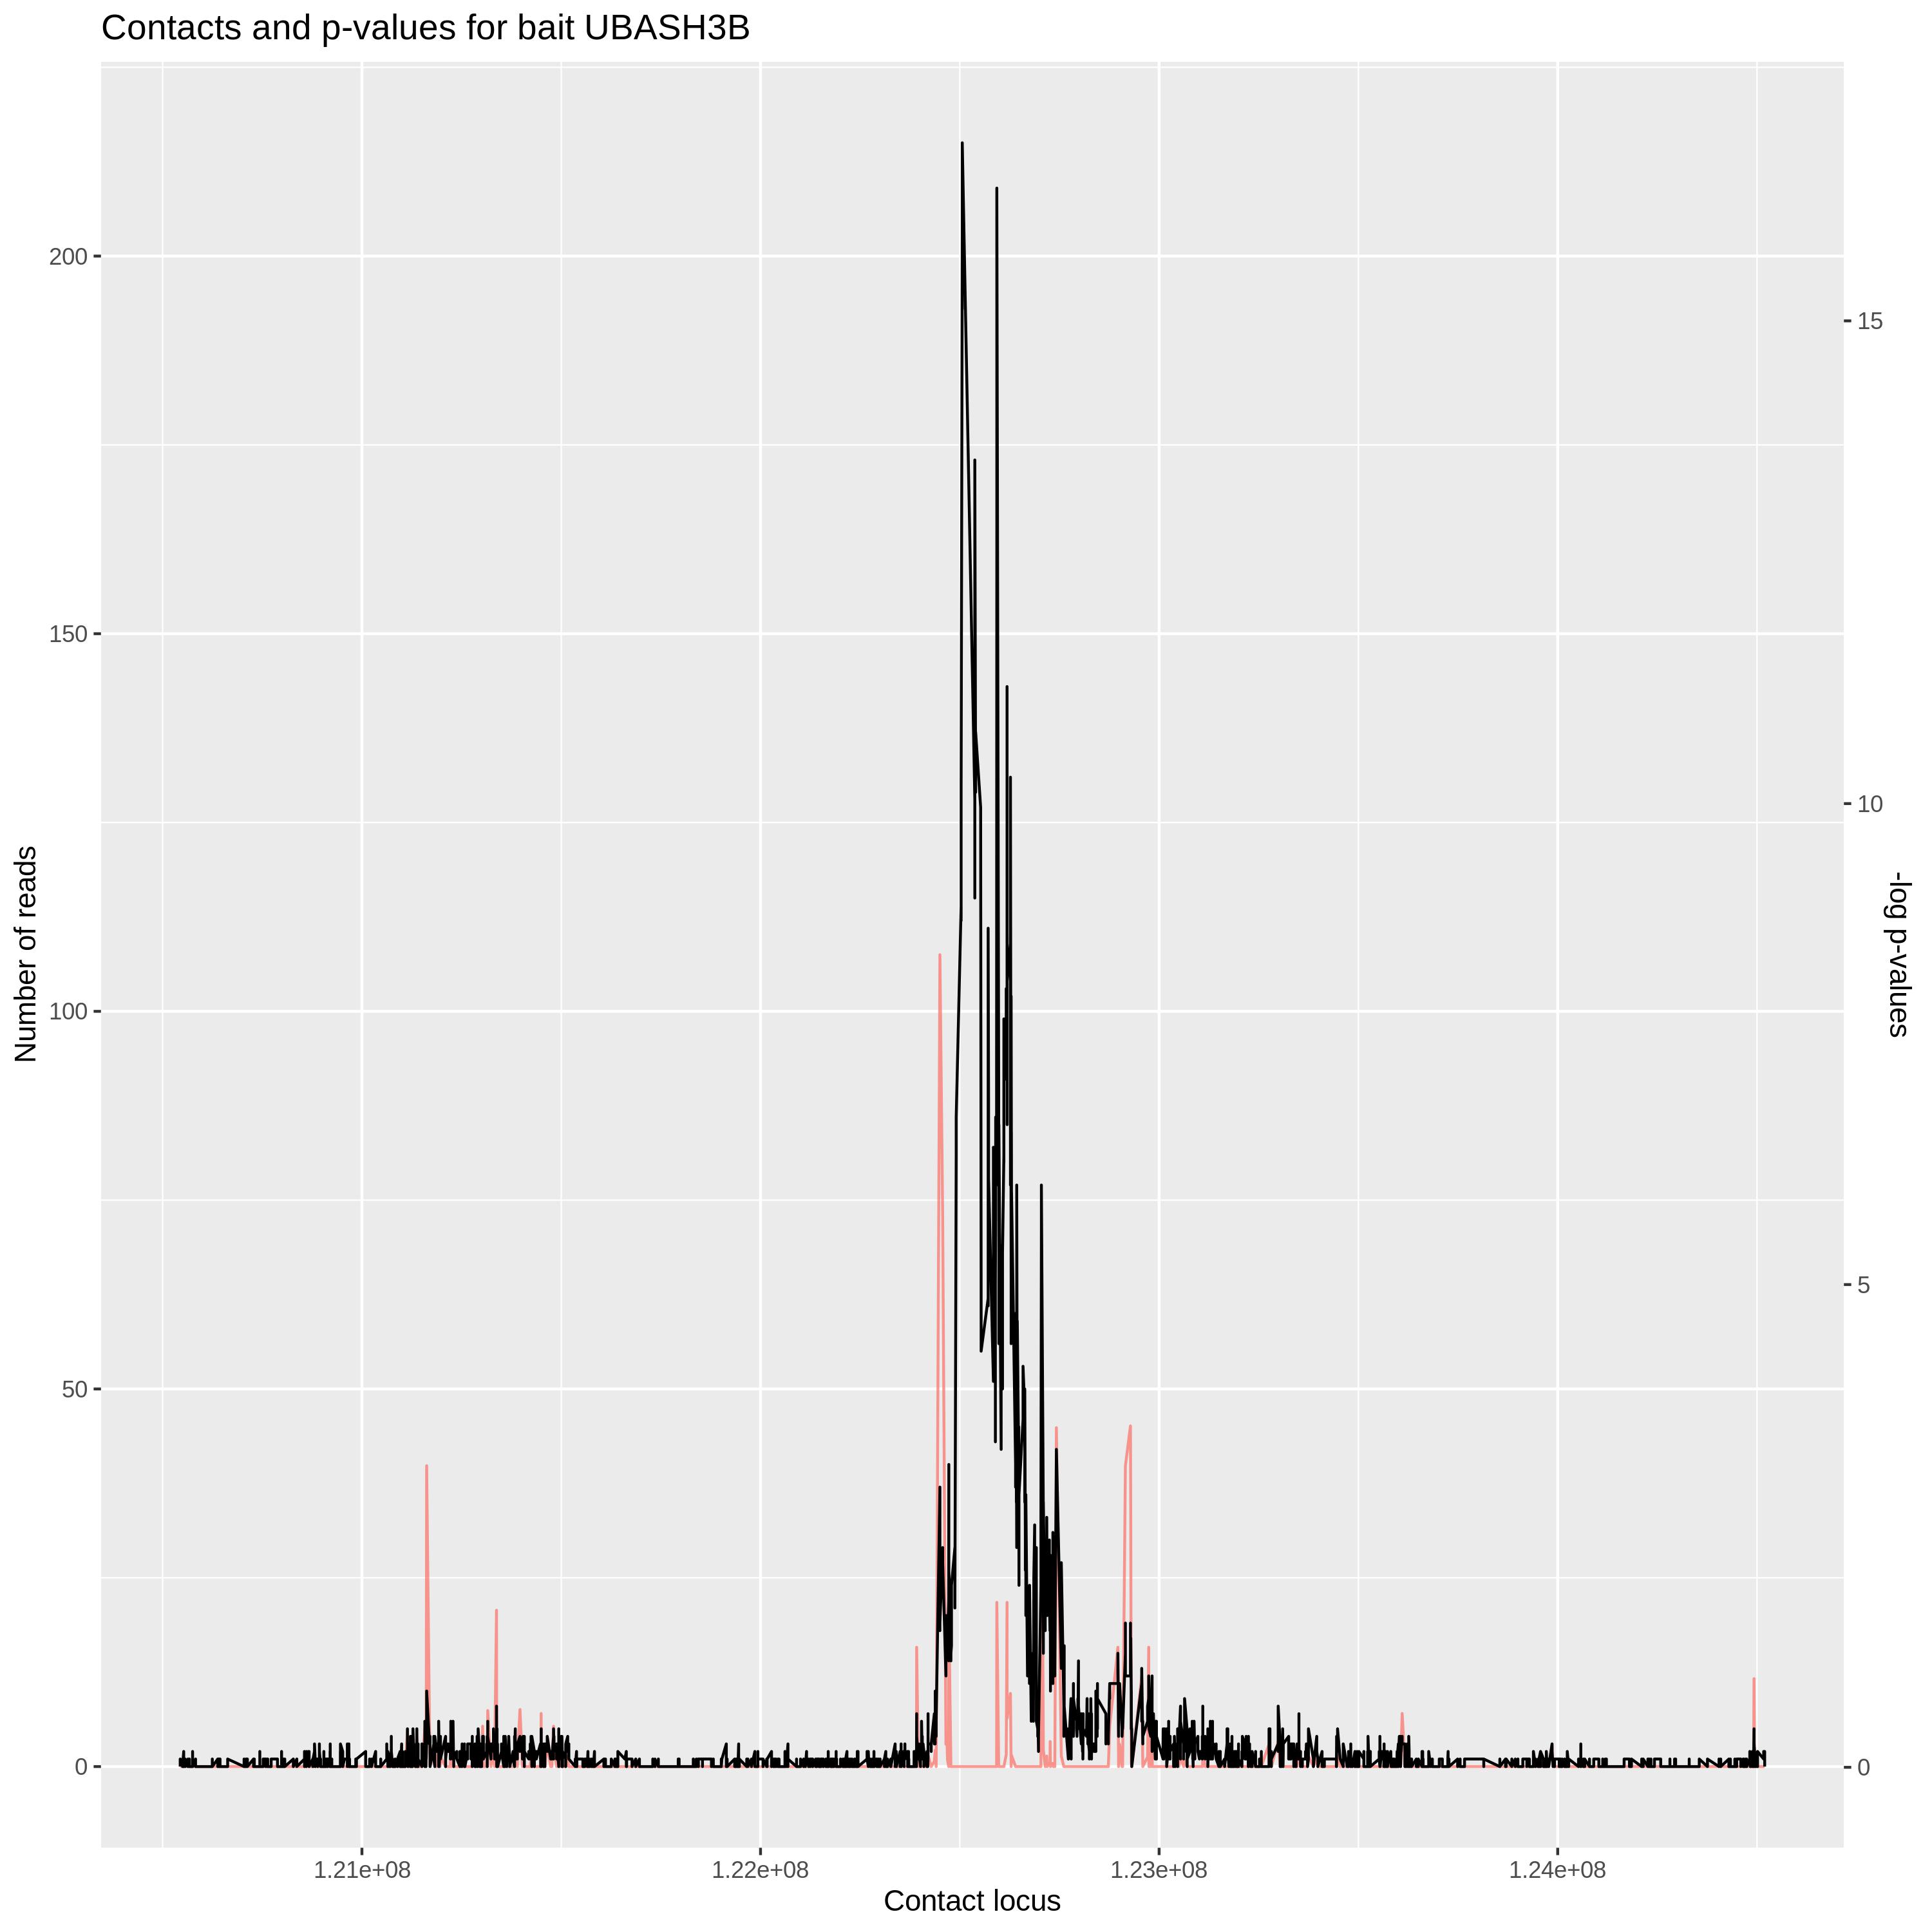 Contacts and p-values for bait UBASH3B
Number of reads
200
150
100
50
0
15
10
5
0
-log p-values
1.21e+08
1.22e+08
1.23e+08
1.24e+08
Contact locus